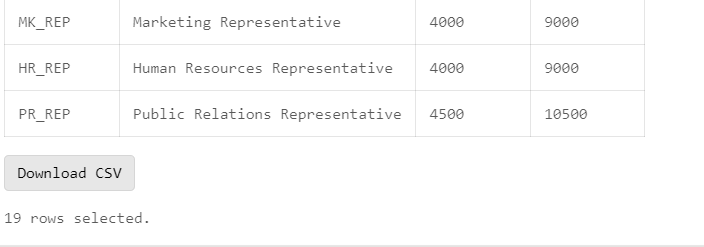 MK_REP Marketing Representative 4000 9000
HR_REP Human Resources Representative 4000 9000
PR_REP Public Relations Representative 4500 10500
Download CSV
19 rows selected.